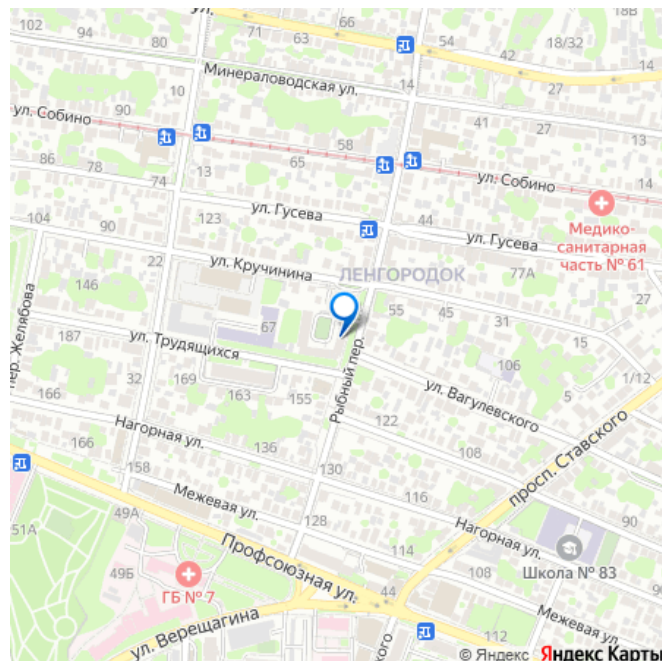 ул.
71
63
66
54
42
18/32
18В
94
80
Минераловодская ул.
14
27
10
ул. Собино
90
58
41
27
13
65
86
78
74
13
ул. Собино
14
104
90
123
ул. Гусева
44
ул. Гусева
Медико-
санитарная
часть № 61
22
ул. Кручинина
ЛЕНГОРОДОК
77А
146
55
45
31
15
пер. Желябова
187
ул. Трудящихся
67
Рыбный пер.
106
32
169
163
155
ул. Вагулевского
5
1/12
166
122
просп. Ставского
166
Нагорная ул.
136
108
158
130
116
90
Межевая ул.
128
Нагорная ул.
51А
49А
Профсоюзная ул.
114
Школа № 83
49Б
ГБ № 7
44
108
Межевая ул.
ул. Верещагина
112
© Яндекс Яндекс Карты